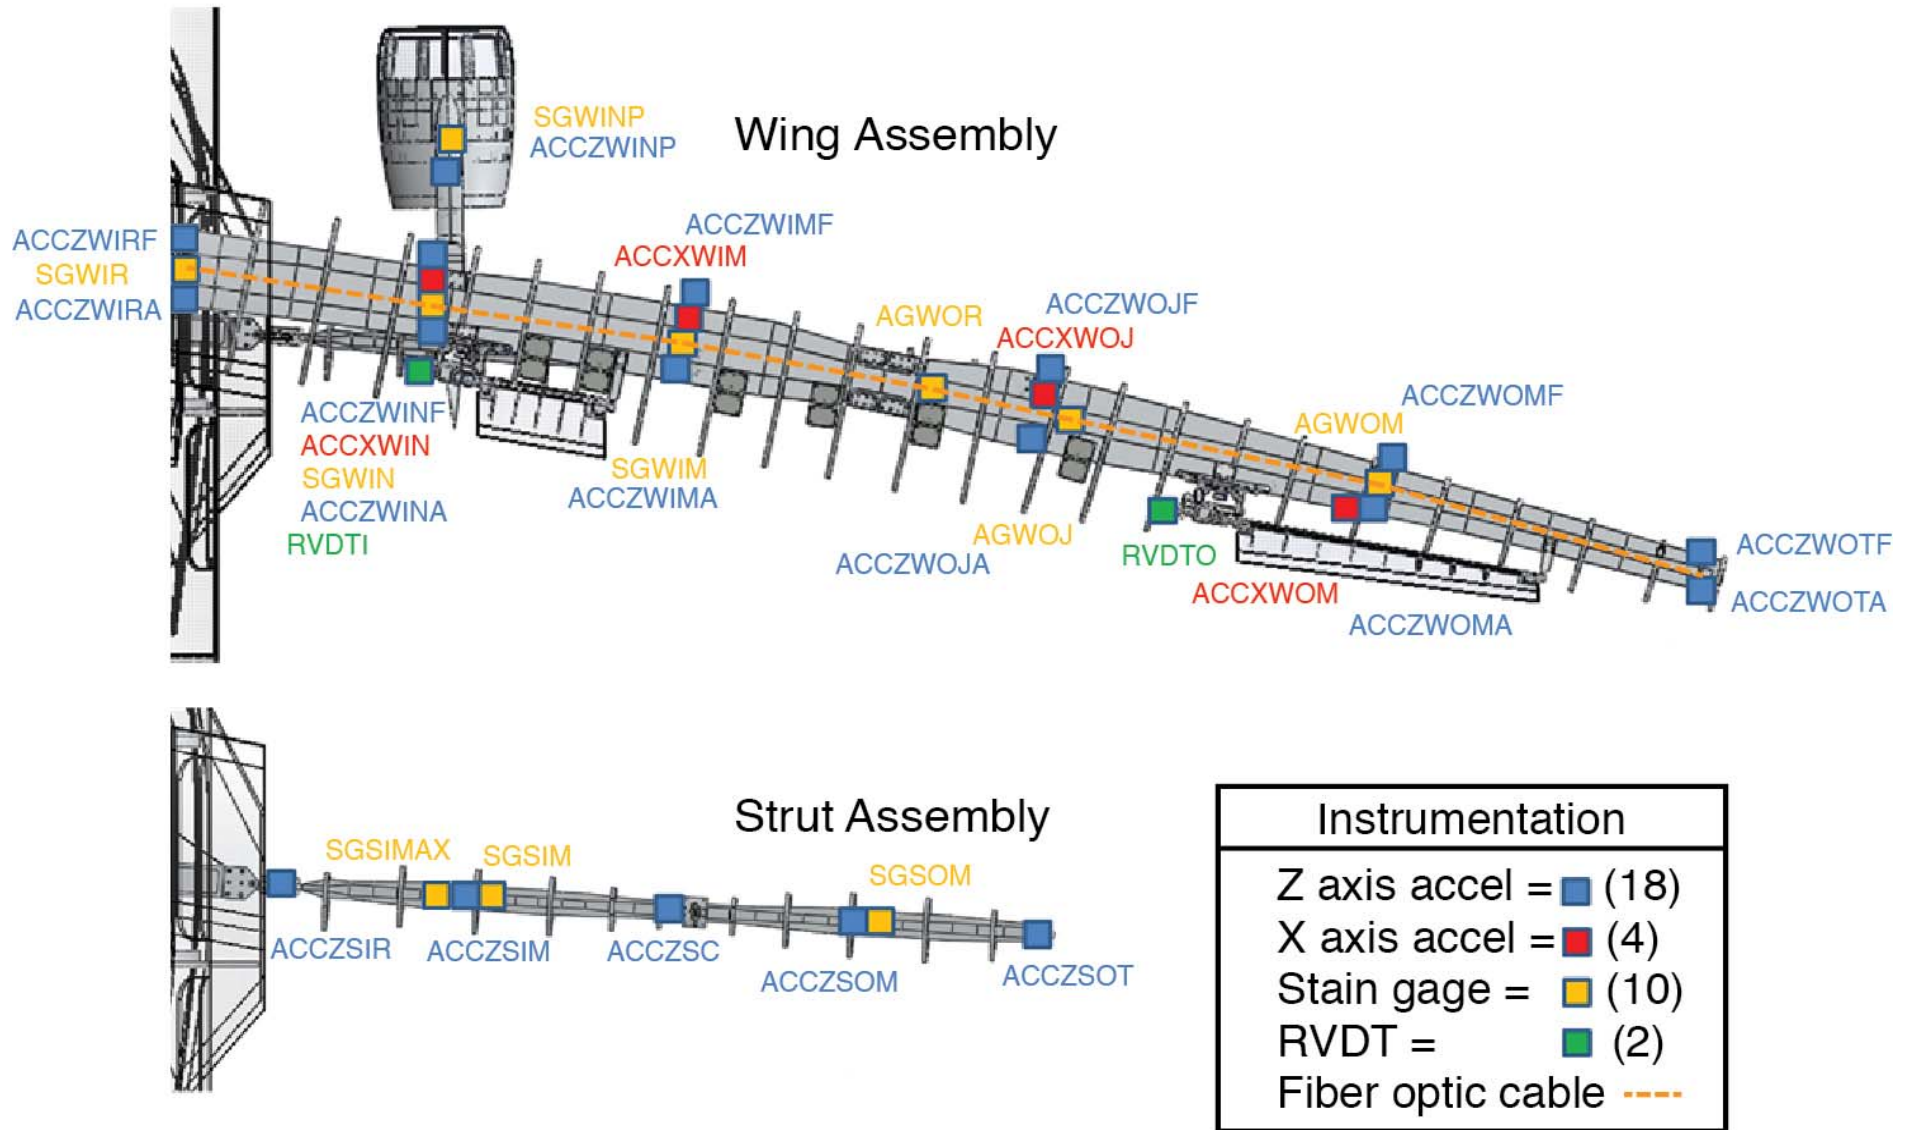 SGWINP
ACCZWINP
Wing Assembly
ACCZWIRF
SGWIR
ACCZWIRA
ACCZWIMF
ACCXWIM
AGWOR
ACCZWOJF
ACCXWOJ
ACCZWOMF
AGWOM
ACCZWINF
ACCXWIN
SGWIN
ACCZWINA
RVDTI
SGWIM
ACCZWIMA
AGWOJ
ACCZWOJA
RVDTO
ACCXWOM
ACCZWOMA
ACCZWOTF
ACCZWOTA
Strut Assembly
SGSIMAX
SGSIM
SGSOM
ACCZSIR
ACCZSIM
ACCZSC
ACCZSOM
ACCZSOT
Instrumentation
Z axis accel = (18)
X axis accel = (4)
Stain gage = (10)
RVDT = (2)
Fiber optic cable